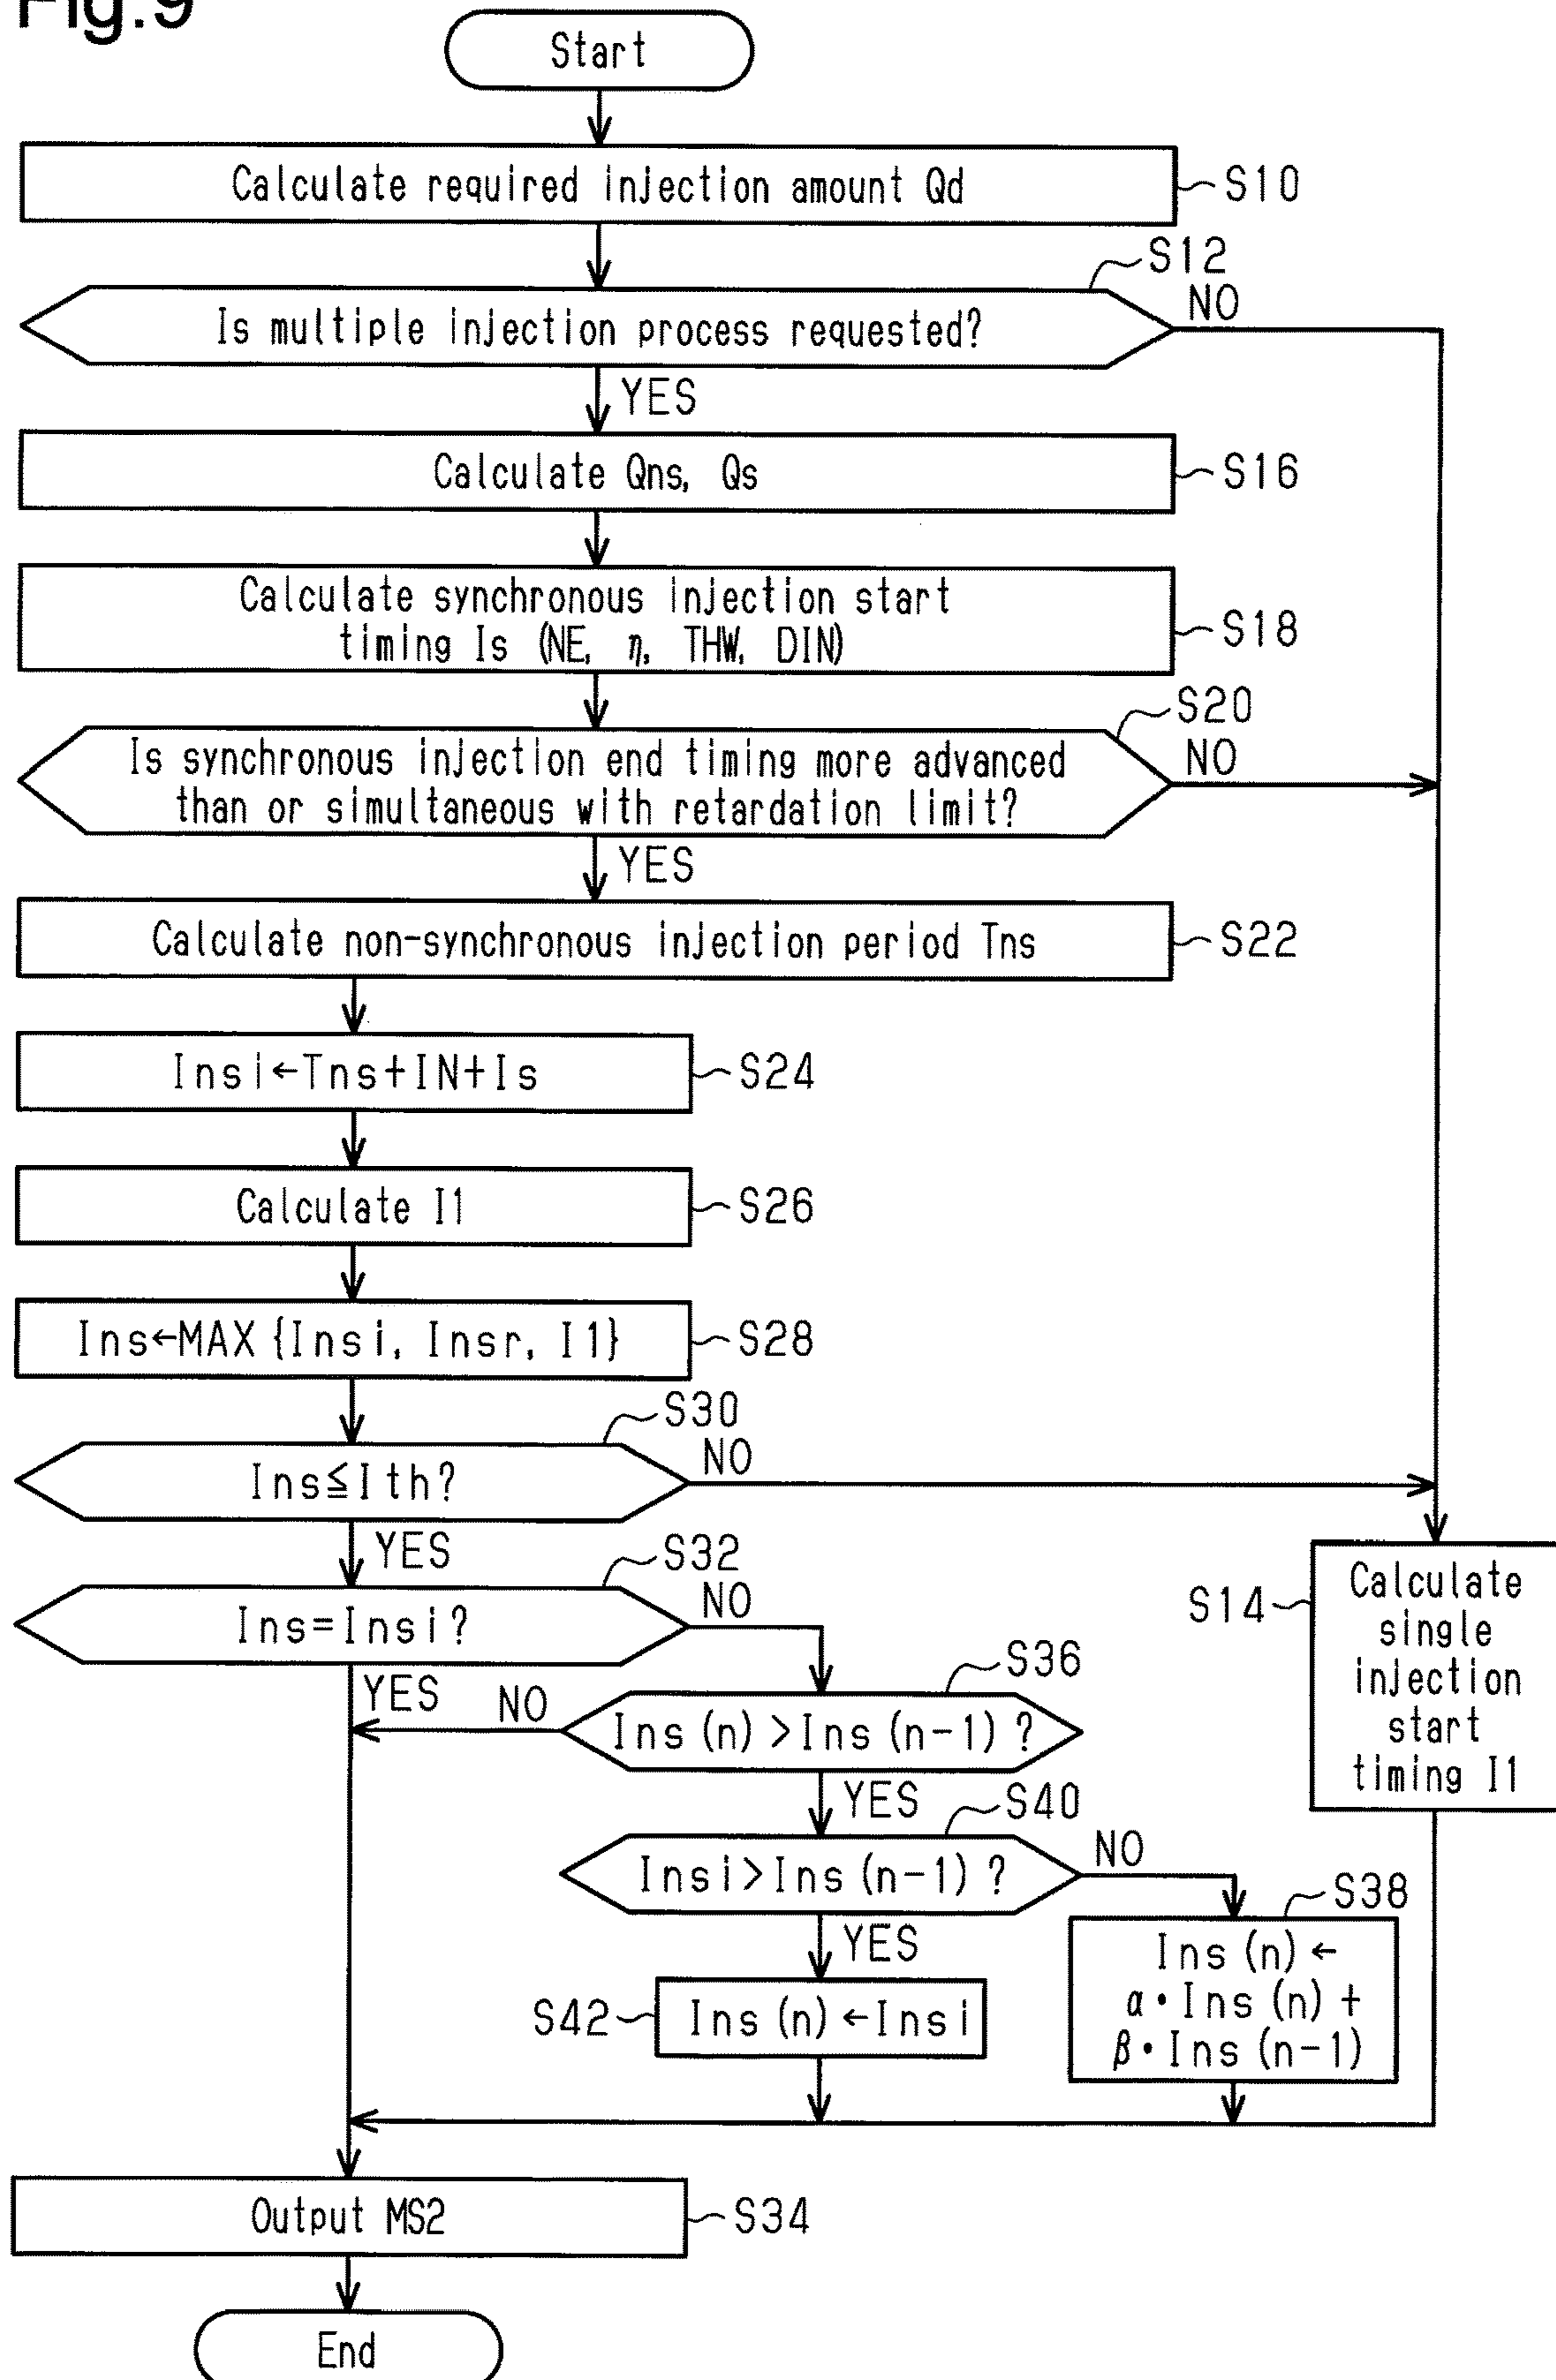 Fig.9
Start
Calculate required injection amount Qd
S10
S12
Is multiple injection process requested?
NO
YES
Calculate Qns, Qs
S16
Calculate synchronous injection start
timing Is (NE, η, THW, DIN)
S18
S20
Is synchronous injection end timing more advanced
than or simultaneous with retardation limit?
NO
YES
Calculate non-synchronous injection period Tns
S22
Insi←Tns+IN+Is
S24
Calculate I1
S26
Ins←MAX {Insi, Insr, I1}
S28
S30
Ins≦Ith?
NO
YES
S32
Ins=Insi?
NO
YES
S14
Calculate
single
injection
start
timing I1
S36
NO
Ins (n) >Ins (n-1) ?
YES
S40
Insi>Ins (n-1) ?
NO
YES
S38
Ins (n) ←
α・Ins (n) +
β・Ins (n-1)
S42
Ins (n) ←Insi
Output MS2
S34
End